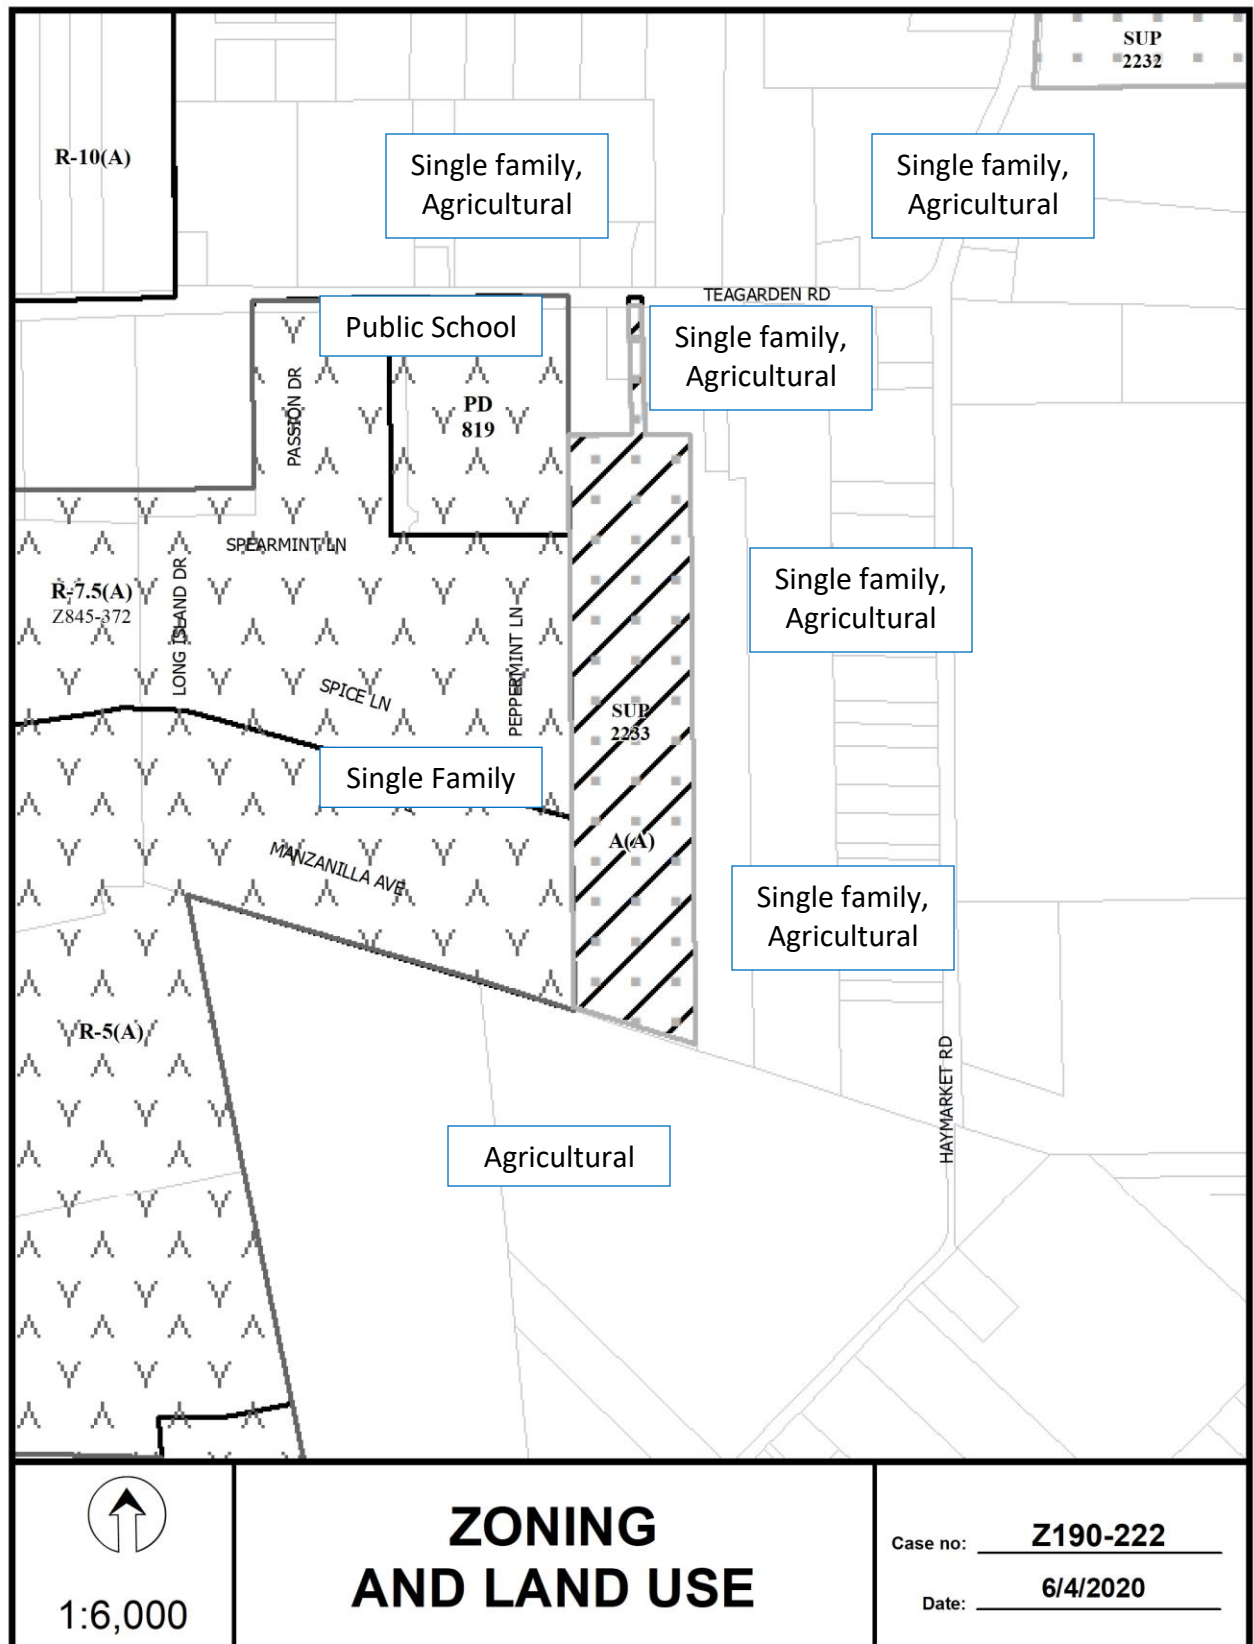 SUP
2232
R-10(A)
Single family,
Agricultural
Single family,
Agricultural
TEAGARDEN RD
Public School
Single family,
Agricultural
PASSION DR
PD
819
SPEARMINT LN
R-7.5(A)
Z845-372
LONG ISLAND DR
Single family,
Agricultural
PEPPERMINT LN
SPICE LN
SUP
2233
Single Family
A(A)
MANZANILLA AVE
Single family,
Agricultural
R-5(A)
HAYMARKET RD
Agricultural
1:6,000
ZONING
AND LAND USE
Case no: Z190-222
Date: 6/4/2020